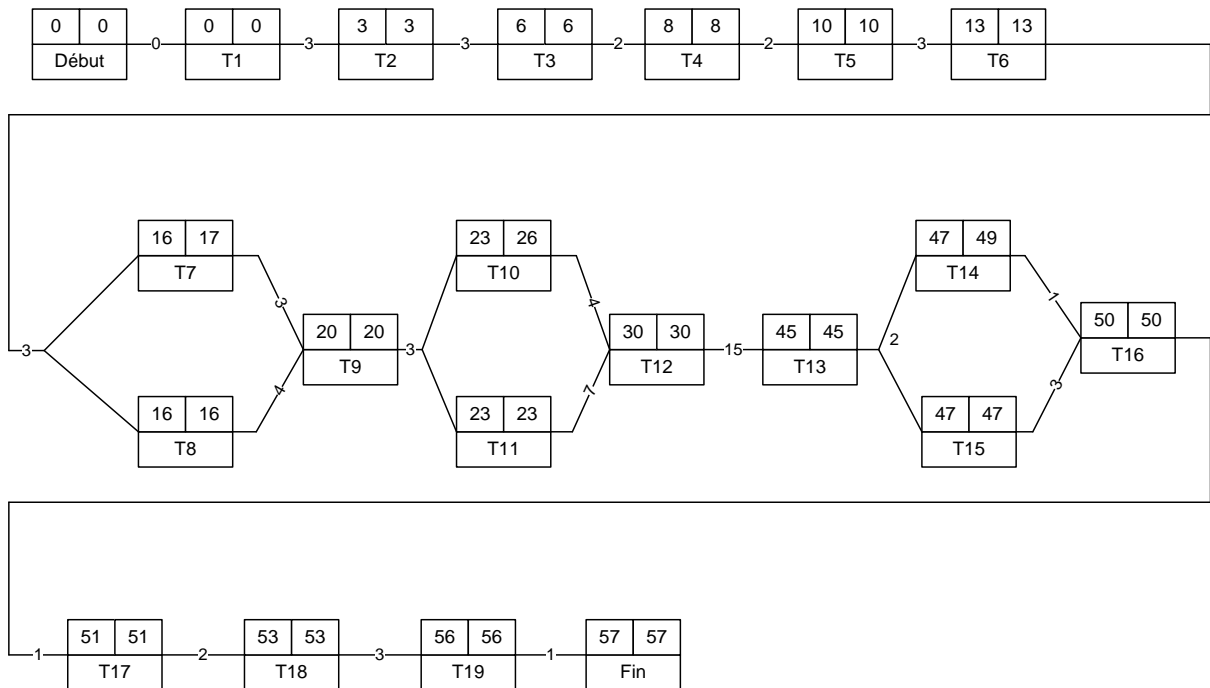 0 0 0 0 3 3 6 6 8 8 10 10 13 13
0 3 3 2 2 3
Début T1 T2 T3 T4 T5 T6
16 17 23 26 47 49
T7 T10 T14
3 4 1
20 20 30 30 45 45 50 50
3 3 15 2
T9 T12 T13 T16
4 7 3
16 16 23 23 47 47
T8 T11 T15
51 51 53 53 56 56 57 57
1 2 3 1
T17 T18 T19 Fin